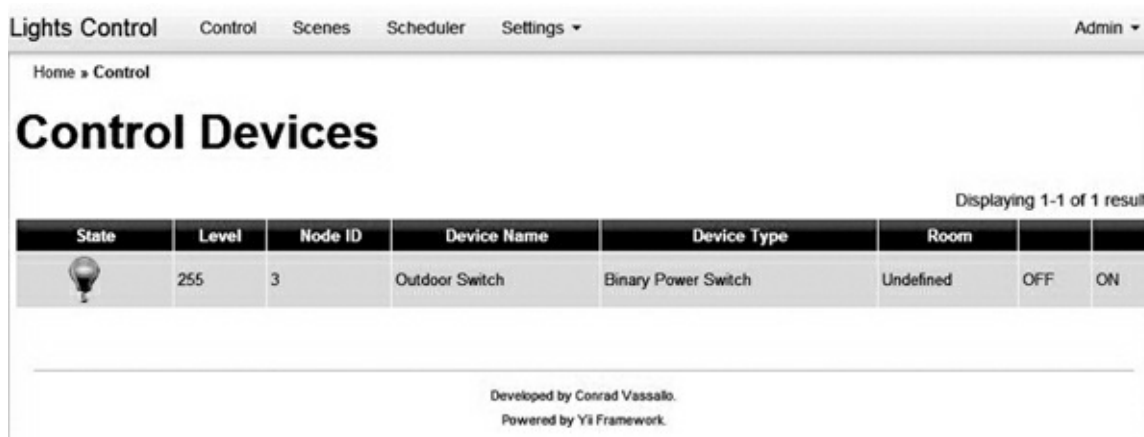 Lights Control Control Scenes Scheduler Settings Admin
Home » Control
Control Devices
Displaying 1-1 of 1 result
State Level Node ID Device Name Device Type Room
255 3 Outdoor Switch Binary Power Switch Undefined OFF ON
Developed by Conrad Vassallo.
Powered by Yii Framework.